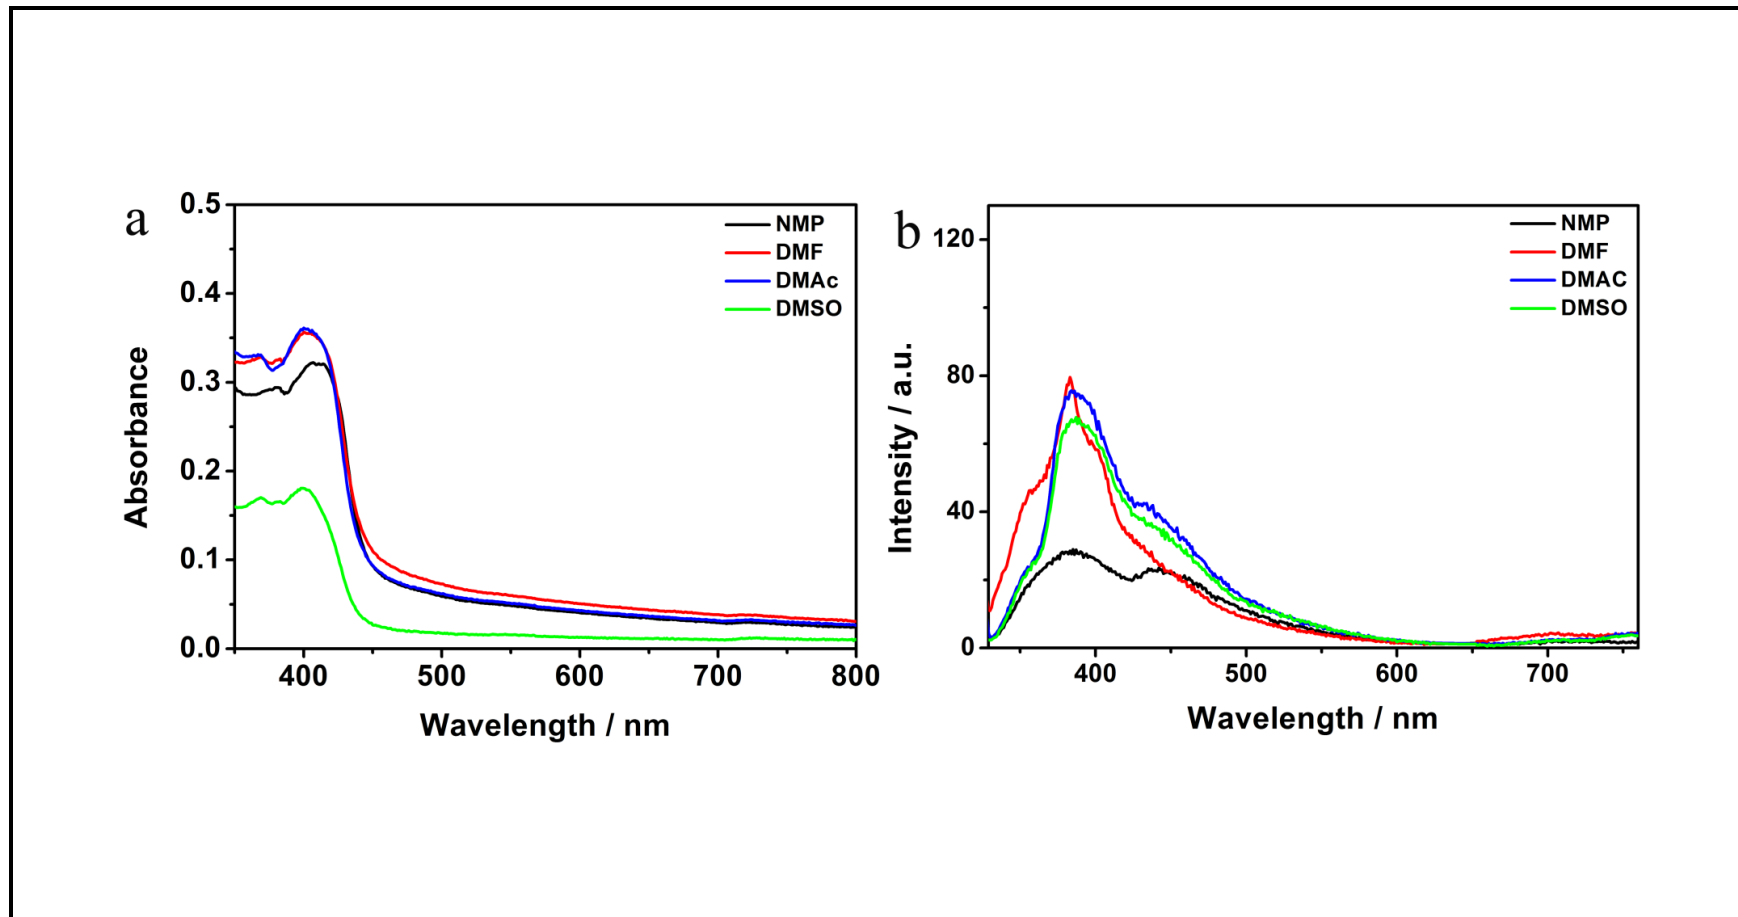 a
0.5
0.4
0.3
0.2
0.1
0.0
Absorbance
400
500
600
700
800
Wavelength / nm
NMP
DMF
DMAc
DMSO
b
120
80
40
0
Intensity / a.u.
400
500
600
700
Wavelength / nm
NMP
DMF
DMAC
DMSO